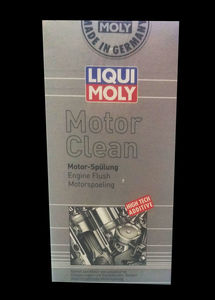 MOLY
MADE IN GERMANY
LIQUI
MOLY
Motor
Clean
Motor-Spülung
Engine Flush
Motorspoeling
HIGH TECH
ADDITIVE